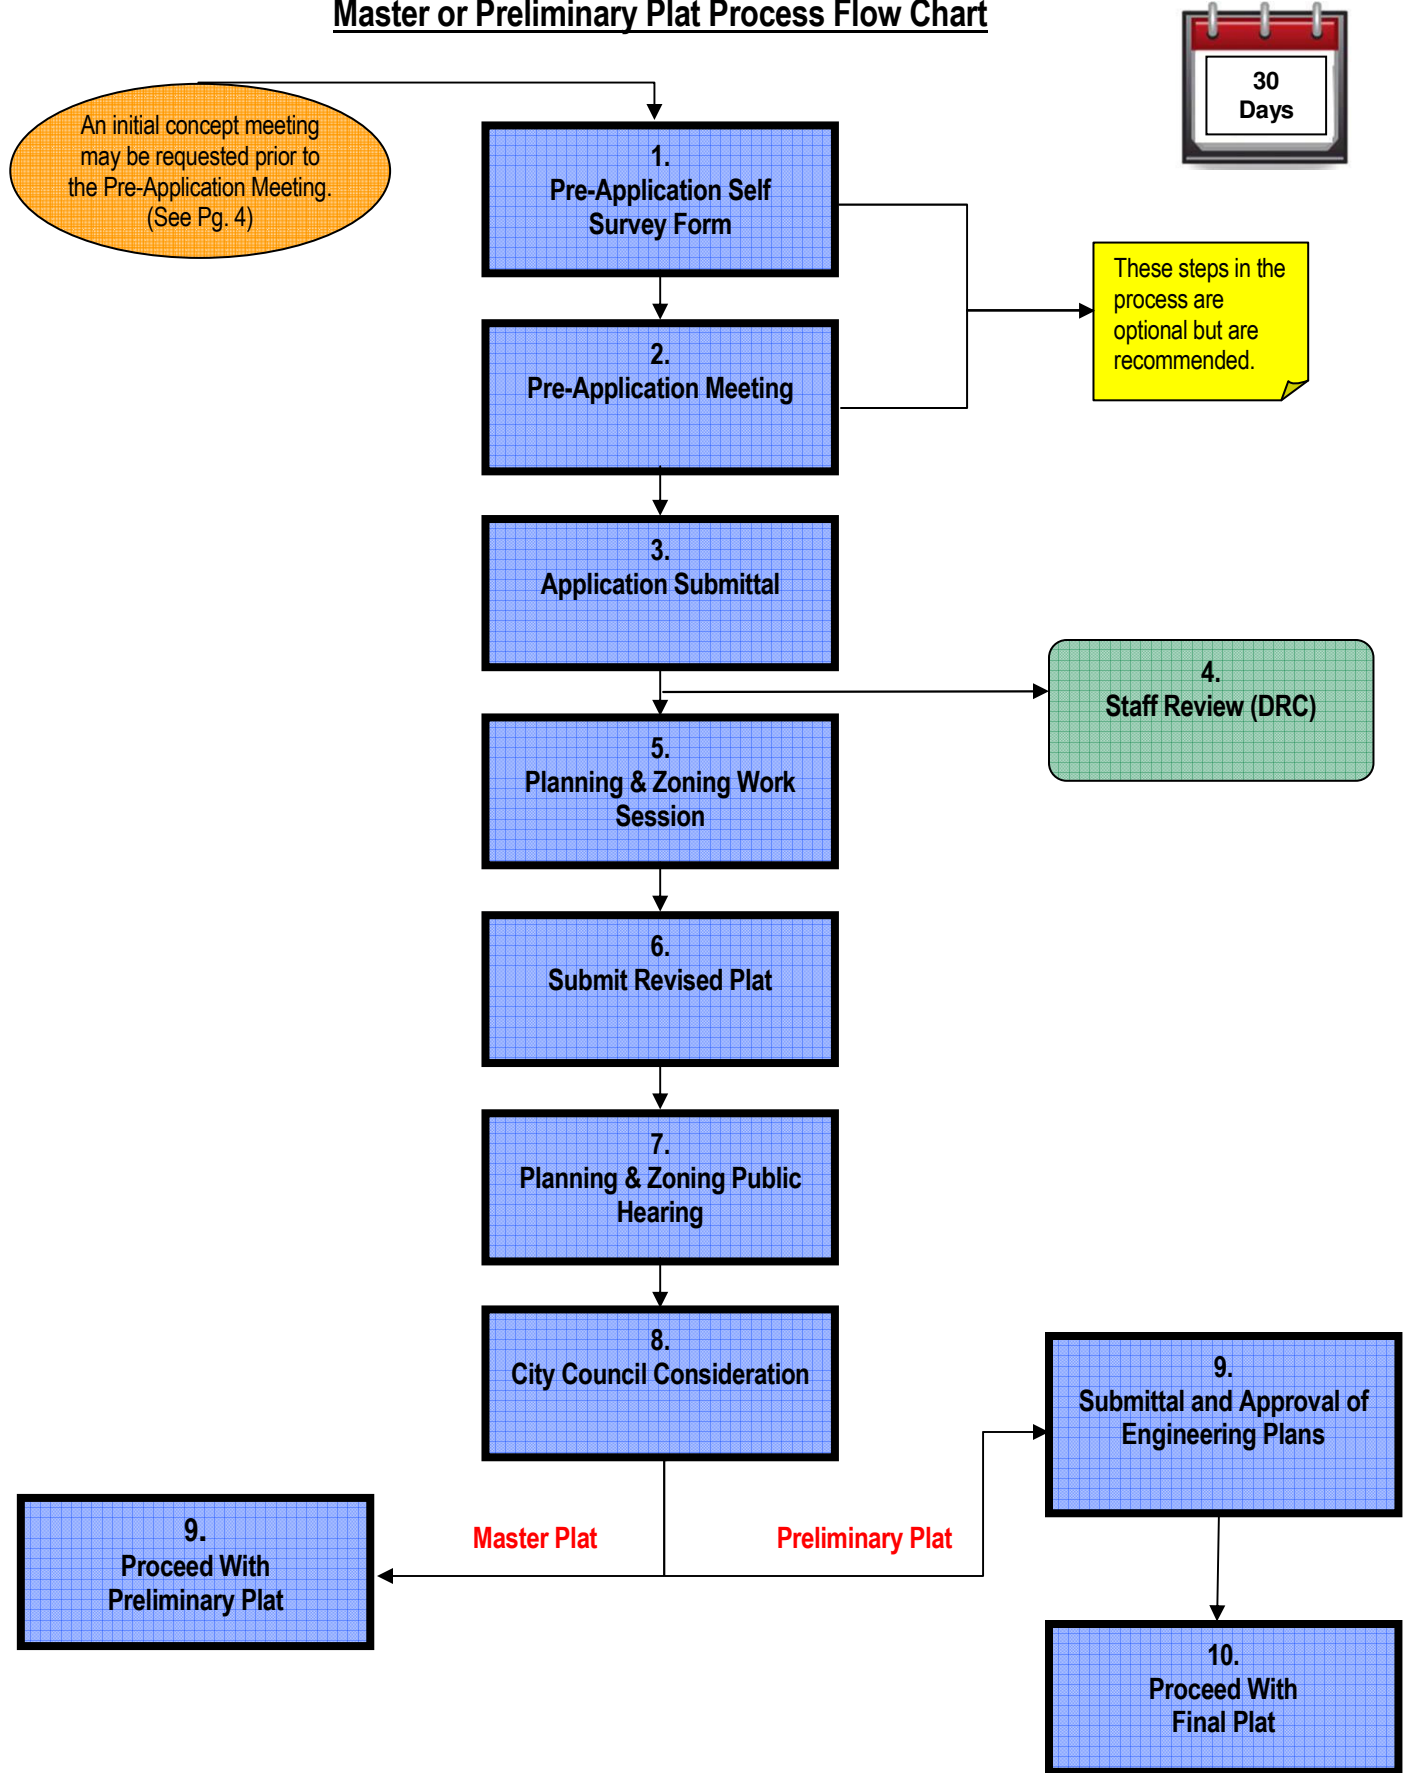 Master or Preliminary Plat Process Flow Chart
30
Days
An initial concept meeting
may be requested prior to
the Pre-Application Meeting.
(See Pg. 4)
1.
Pre-Application Self
Survey Form
These steps in the
process are
optional but are
recommended.
2.
Pre-Application Meeting
3.
Application Submittal
4.
Staff Review (DRC)
5.
Planning & Zoning Work
Session
6.
Submit Revised Plat
7.
Planning & Zoning Public
Hearing
8.
City Council Consideration
9.
Submittal and Approval of
Engineering Plans
Master Plat
Preliminary Plat
9.
Proceed With
Preliminary Plat
10.
Proceed With
Final Plat